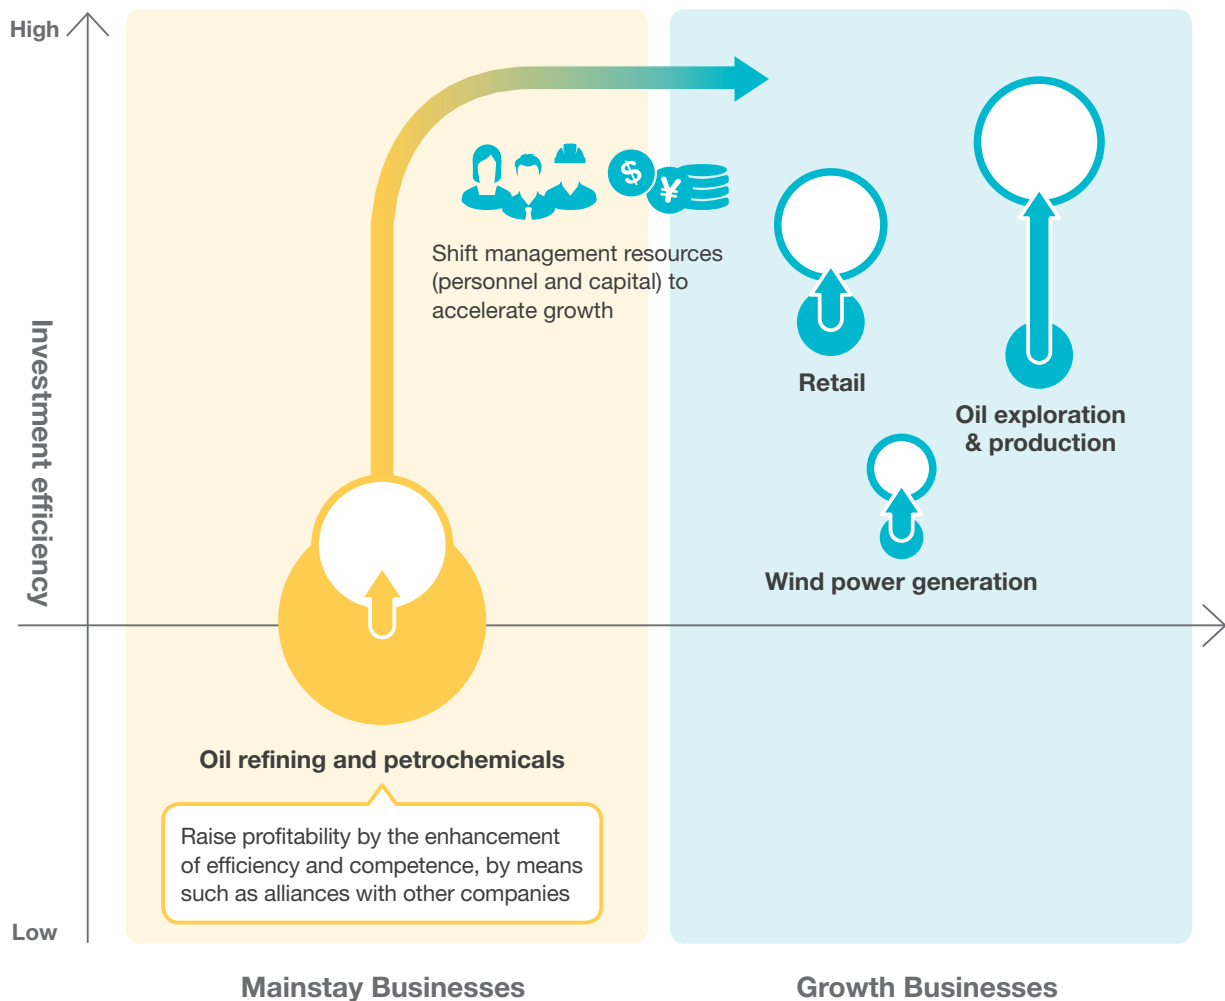 High
$
¥
Shift management resources
(personnel and capital) to
accelerate growth
Retail
Oil exploration
& production
Investment efficiency
Wind power generation
Oil refining and petrochemicals
Raise profitability by the enhancement
of efficiency and competence, by means
such as alliances with other companies
Low
Mainstay Businesses
Growth Businesses